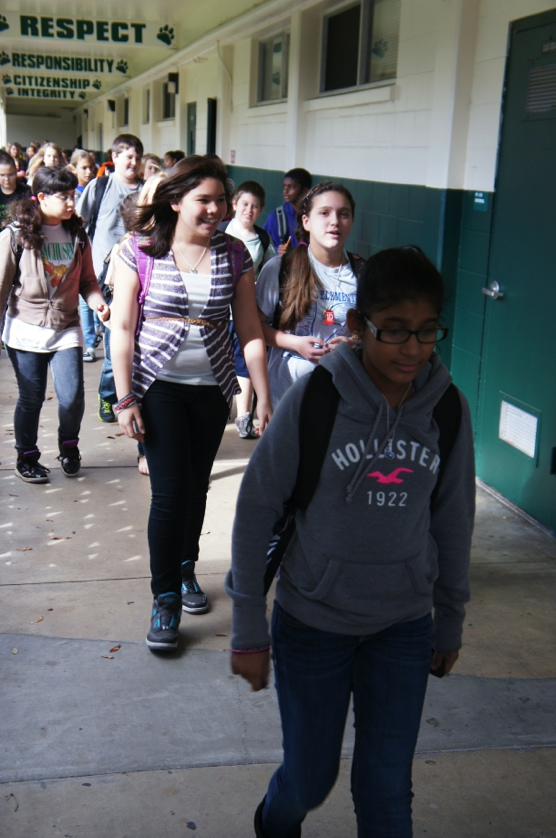 RESPECT
RESPONSIBILITY
CITIZENSHIP
INTEGRITY
HOLLISTER
1922